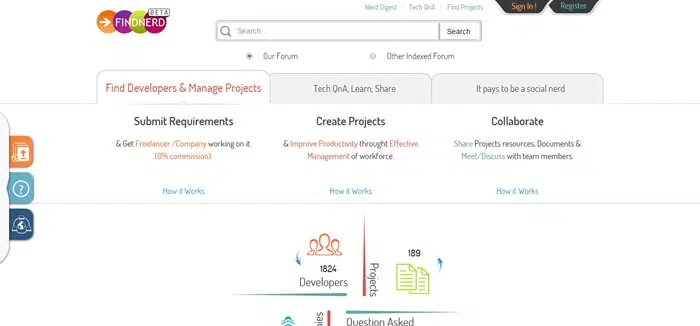 BETA
FINDNERD
Nerd Digest
Tech QnA
Find Projects
Sign In !
Register
Search...
Search
Our Forum
Other Indexed Forum
Find Developers & Manage Projects
Tech QnA, Learn, Share
It pays to be a social nerd
Submit Requirements
& Get Freelancer /Company working on it.
(0% commission)
How it Works
Create Projects
& Improve Productivity throught Effective
Management of workforce.
How it Works
Collaborate
Share Projects resources, Documents &
Meet/Discuss with team members.
How it Works
1824
Developers
Projects
189
Question Asked